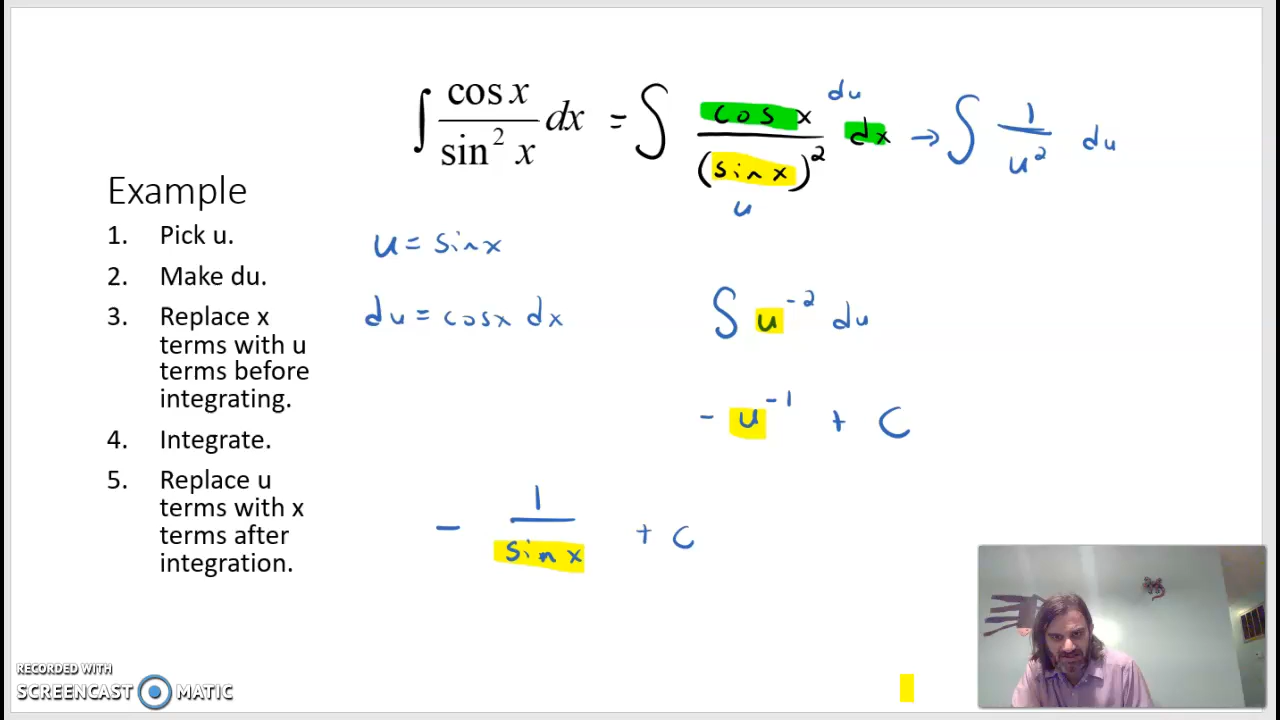 ∫ cos x / sin² x dx = ∫ cos x / (sin x)² dx → ∫ 1 / u² du
du
u
Example
1. Pick u.
u = sin x
2. Make du.
3. Replace x
terms with u
terms before
integrating.
du = cosx dx
∫ u⁻² du
- u⁻¹ + C
4. Integrate.
5. Replace u
terms with x
terms after
integration.
- 1 / sin x + C
RECORDED WITH
SCREENCAST MATIC